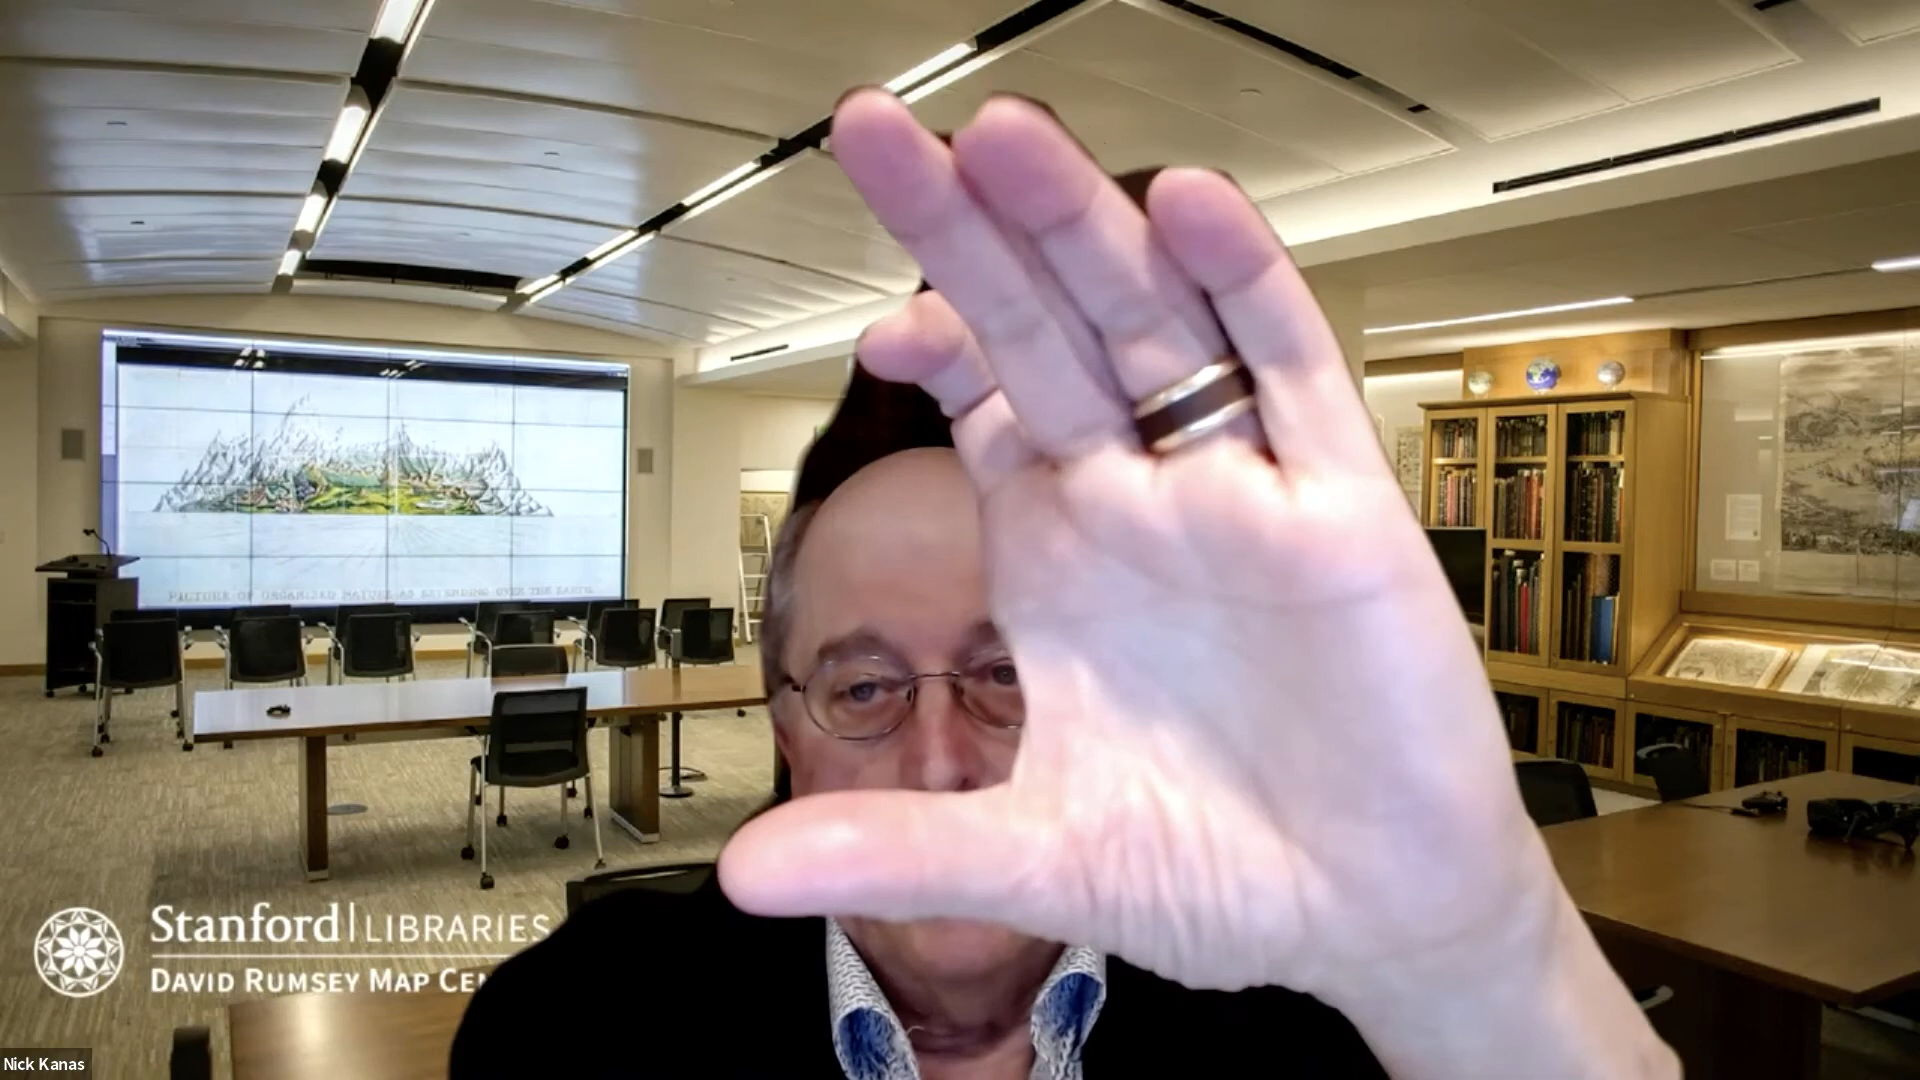 PICTURE OF ORGANIZED NATURE AS EXTENDING OVER THE EARTH
Stanford | LIBRARIES
DAVID RUMSEY MAP CEN
Nick Kanas